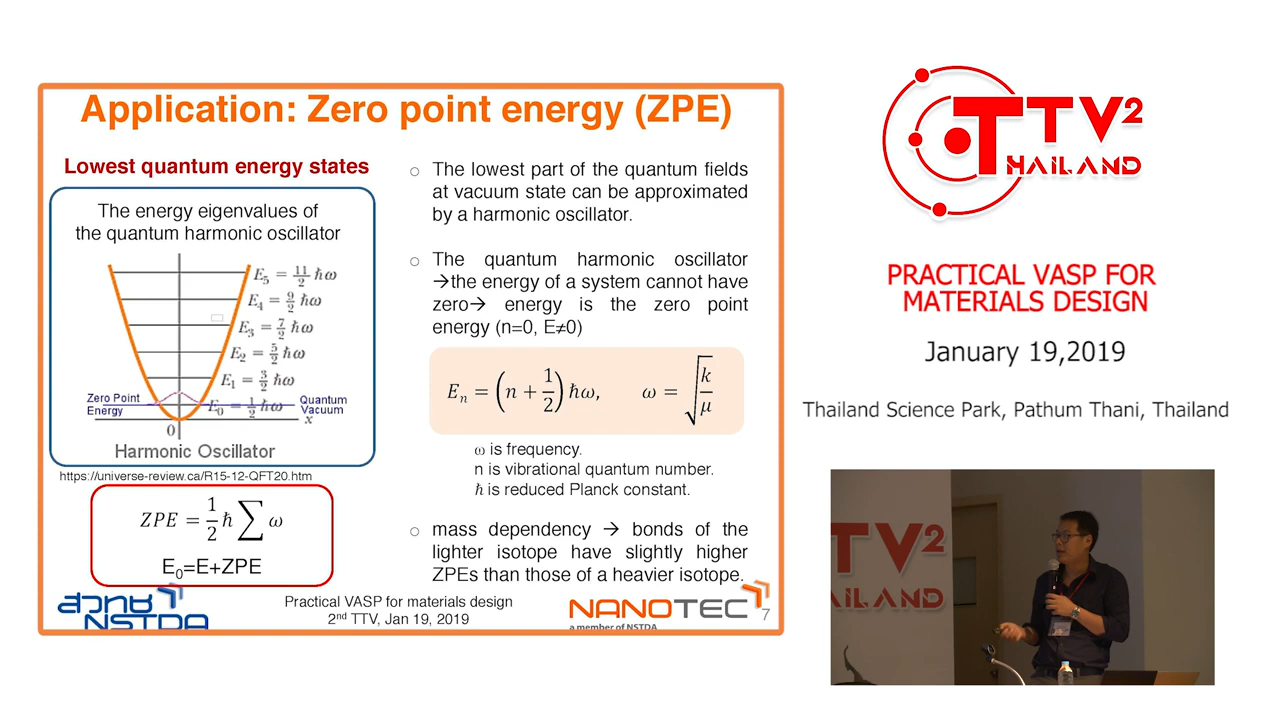 Application: Zero point energy (ZPE)
Lowest quantum energy states
The energy eigenvalues of
the quantum harmonic oscillator
E₅ = 11/2 ħω
E₄ = 9/2 ħω
E₃ = 7/2 ħω
E₂ = 5/2 ħω
E₁ = 3/2 ħω
Zero Point
Energy
E₀ = 1/2 ħω
Quantum
Vacuum
0
x
Harmonic Oscillator
https://universe-review.ca/R15-12-QFT20.htm
ZPE = 1/2 ħ ∑ ω
E₀=E+ZPE
○ The lowest part of the quantum fields
at vacuum state can be approximated
by a harmonic oscillator.
○ The quantum harmonic oscillator
→the energy of a system cannot have
zero→ energy is the zero point
energy (n=0, E≠0)
Eₙ = (n + 1/2) ħω, ω = √(k/μ)
ω is frequency.
n is vibrational quantum number.
ħ is reduced Planck constant.
○ mass dependency → bonds of the
lighter isotope have slightly higher
ZPEs than those of a heavier isotope.
สวทช
NSTDA
Practical VASP for materials design
2nd TTV, Jan 19, 2019
NANOTEC
a member of NSTDA
7
TTV2
THAILAND
PRACTICAL VASP FOR
MATERIALS DESIGN
January 19,2019
Thailand Science Park, Pathum Thani, Thailand
TV2
AILAND